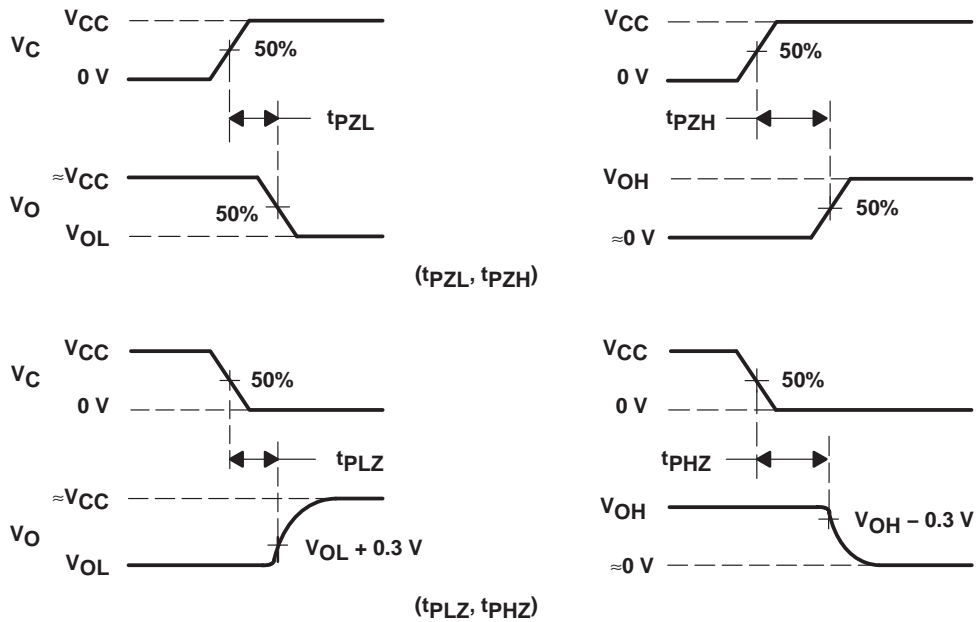 VCC
VC
50%
0 V
tPZL
≈VCC
VO
50%
VOL
VCC
50%
0 V
tPZH
VOH
50%
≈0 V
(tPZL, tPZH)
VCC
VC
50%
0 V
tPLZ
≈VCC
VO
VOL + 0.3 V
VOL
VCC
50%
0 V
tPHZ
VOH
VOH – 0.3 V
≈0 V
(tPLZ, tPHZ)